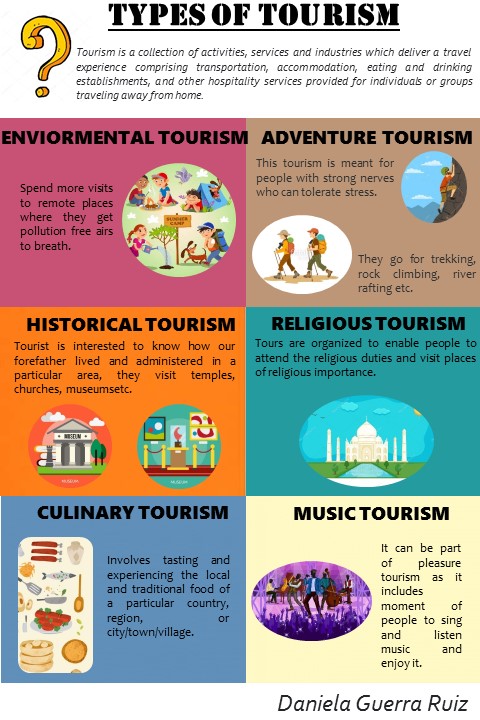 TYPES OF TOURISM
Tourism is a collection of activities, services and industries which deliver a travel
experience comprising transportation, accommodation, eating and drinking
establishments, and other hospitality services provided for individuals or groups
traveling away from home.
ENVIORMENTAL TOURISM
Spend more visits
to remote places
where they get
pollution free airs
to breath.
SUMMER
CAMP
ADVENTURE TOURISM
This tourism is meant for
people with strong nerves
who can tolerate stress.
They go for trekking,
rock climbing, river
rafting etc.
HISTORICAL TOURISM
Tourist is interested to know how our
forefather lived and administered in a
particular area, they visit temples,
churches, museumsetc.
MUSEUM
MUSEUM
MUSEUM
RELIGIOUS TOURISM
Tours are organized to enable people to
attend the religious duties and visit places
of religious importance.
CULINARY TOURISM
Involves tasting and
experiencing the local
and traditional food of
a particular country,
region, or
city/town/village.
MUSIC TOURISM
It can be part
of pleasure
tourism as it
includes
moment of
people to sing
and listen
music and
enjoy it.
Daniela Guerra Ruiz